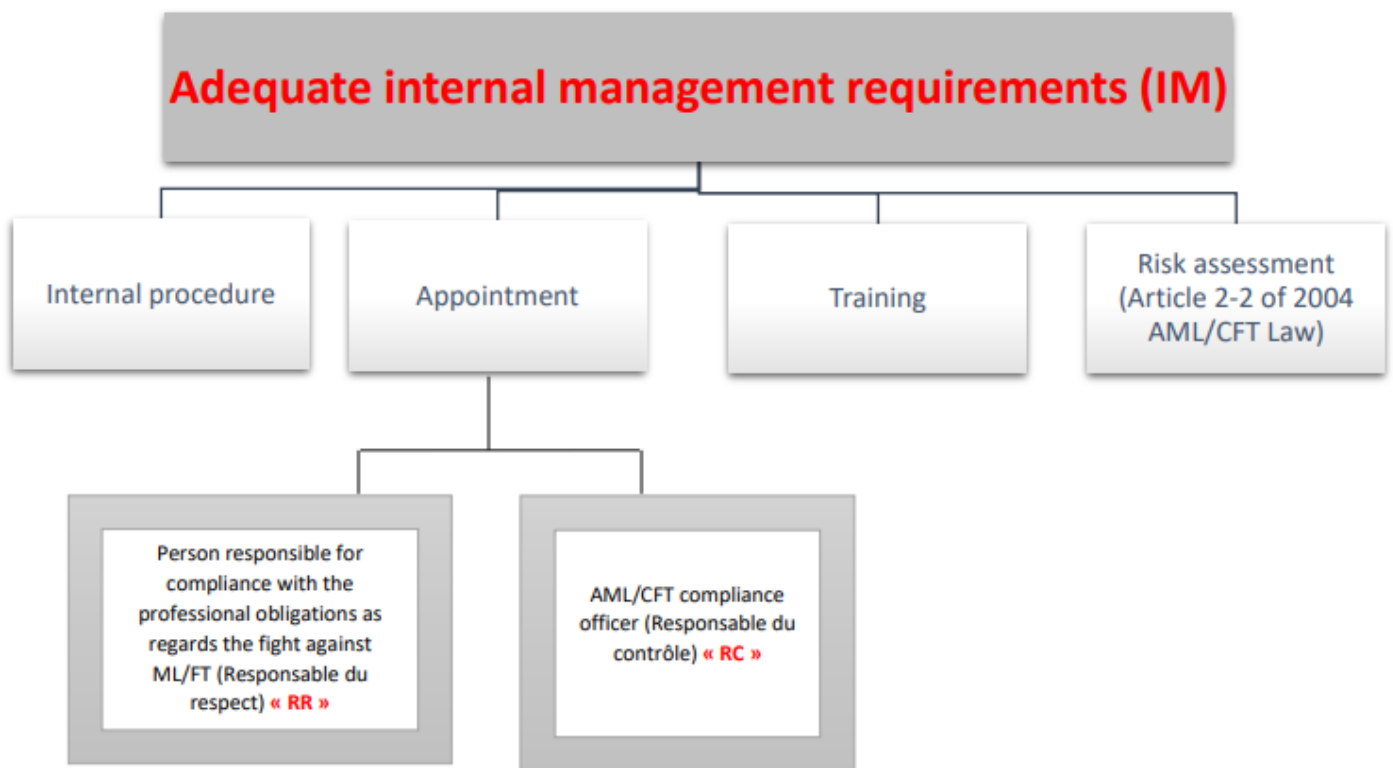 Adequate internal management requirements (IM)
Internal procedure
Appointment
Training
Risk assessment
(Article 2-2 of 2004
AML/CFT Law)
Person responsible for
compliance with the
professional obligations as
regards the fight against
ML/FT (Responsable du
respect) « RR »
AML/CFT compliance
officer (Responsable du
contrôle) « RC »